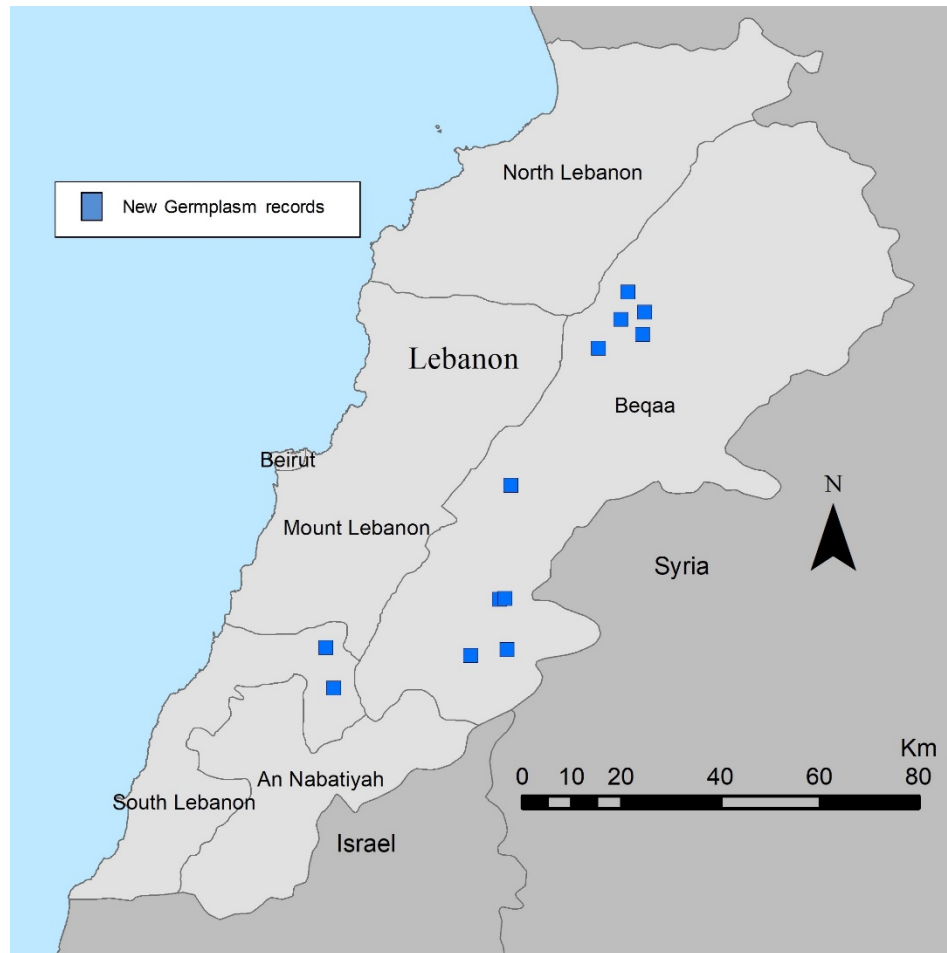 North Lebanon
New Germplasm records
Lebanon
Beqaa
Beirut
N
Mount Lebanon
Syria
Km
0 10 20 40 60 80
An Nabatiyah
South Lebanon
Israel